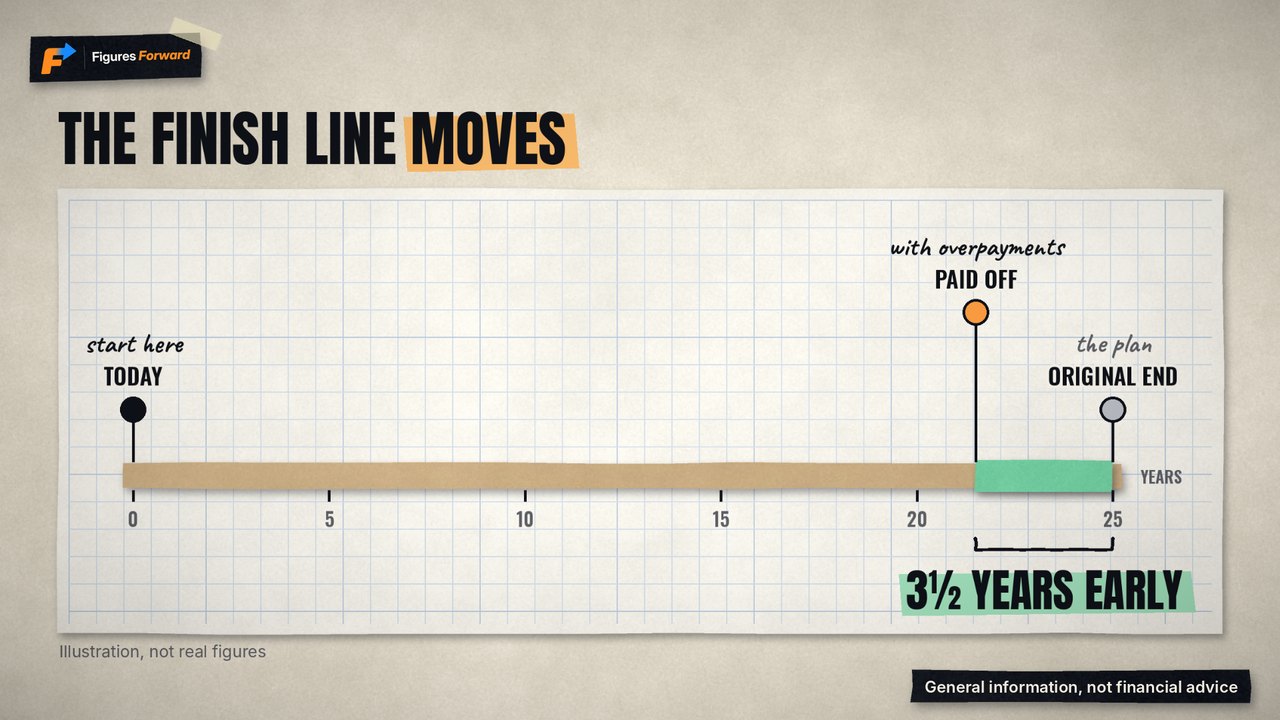 Figures Forward
THE FINISH LINE MOVES
with overpayments
PAID OFF
start here
TODAY
the plan
ORIGINAL END
YEARS
0 5 10 15 20 25
3½ YEARS EARLY
Illustration, not real figures
General information, not financial advice